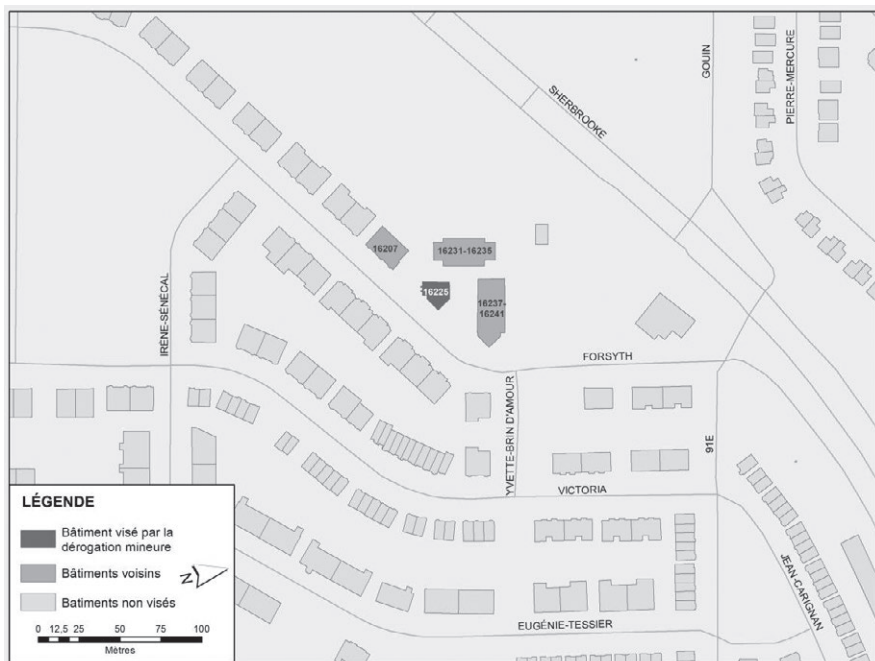 GOUIN
PIERRE-MERCURE
SHERBROOKE
16207
16231-16235
16225
16237-
16241
IRÈNE-SÉNÉCAL
FORSYTH
YVETTE-BRIN D'AMOUR
91E
VICTORIA
JEAN-CARIGNAN
EUGÉNIE-TESSIER
LÉGENDE
Bâtiment visé par la
dérogation mineure
Bâtiments voisins
N
Batiments non visés
0 12,5 25 50 75 100
Mètres